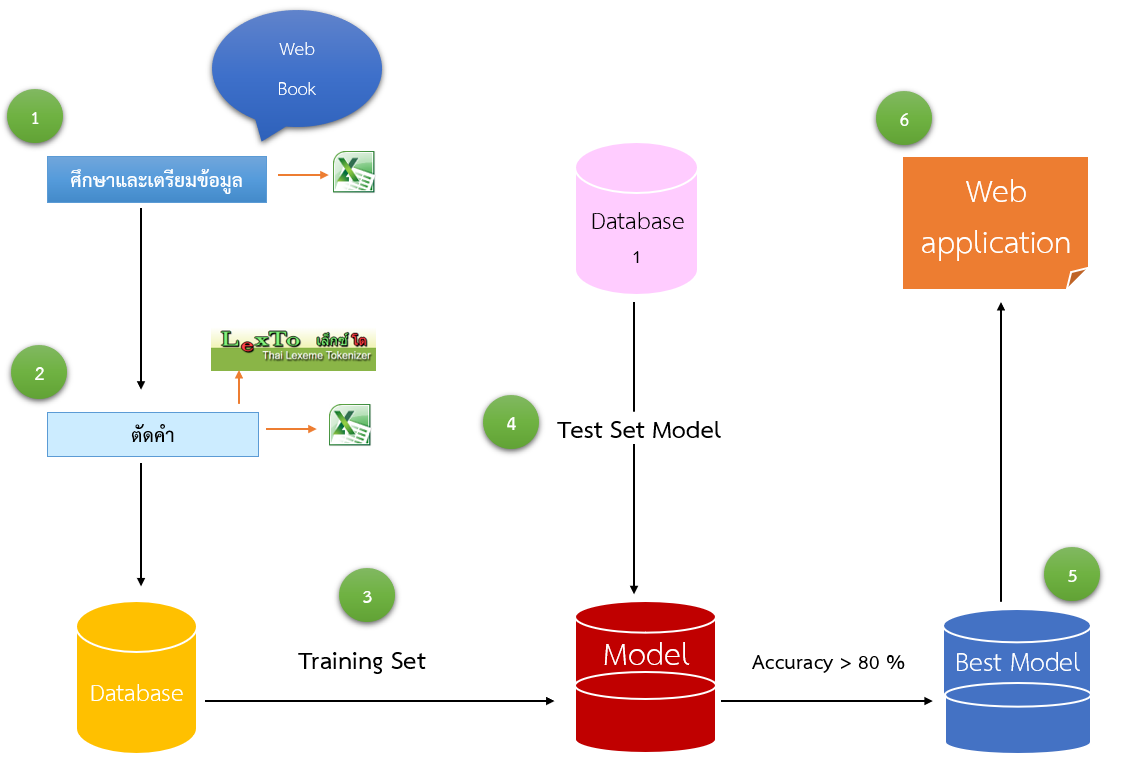 Web
Book
1
ศึกษาและเตรียมข้อมูล
2
LexTo เล็กซ์โต
Thai Lexeme Tokenizer
ตัดคำ
Database
3
Training Set
Database
1
4
Test Set Model
Model
Accuracy > 80 %
5
Best Model
6
Web
application